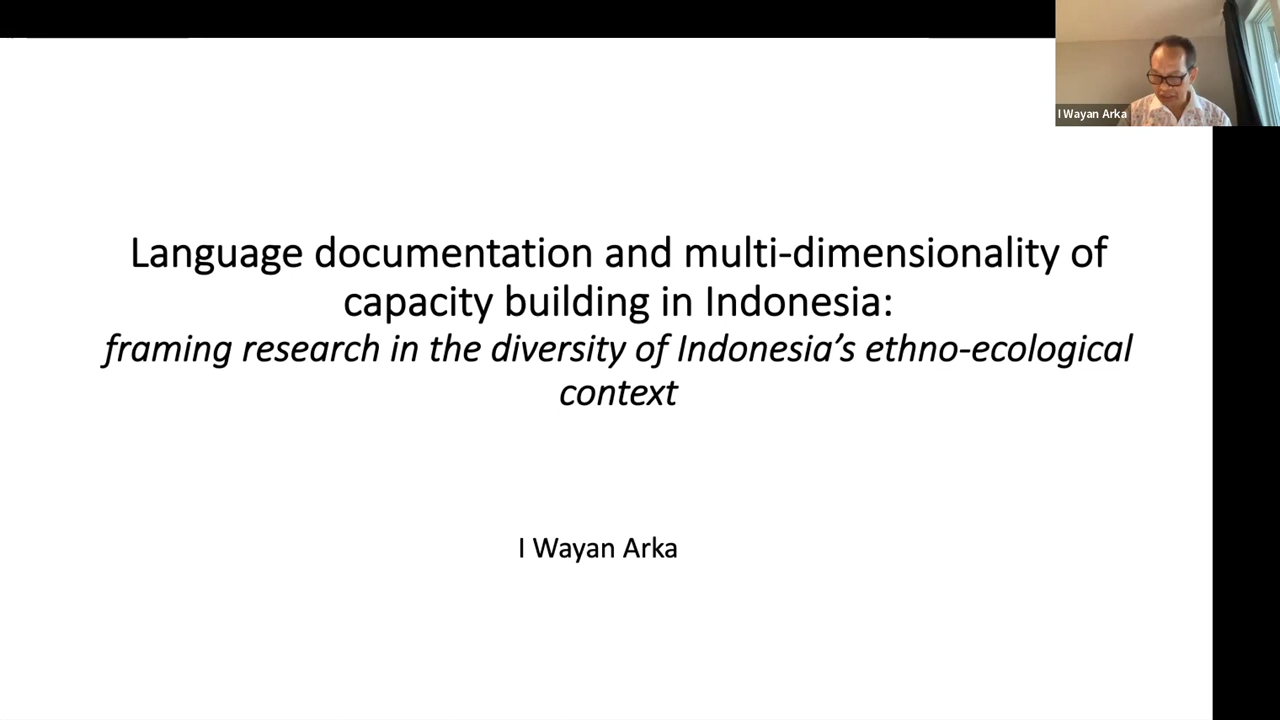 I Wayan Arka
Language documentation and multi-dimensionality of
capacity building in Indonesia:
framing research in the diversity of Indonesia’s ethno-ecological
context
I Wayan Arka